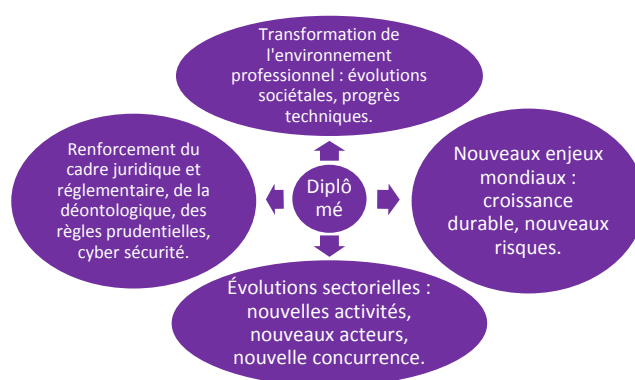 Transformation de
l'environnement
professionnel : évolutions
sociétales, progrès
techniques.
Renforcement du
cadre juridique et
réglementaire, de la
déontologique, des
règles prudentielles,
cyber sécurité.
Diplô
mé
Nouveaux enjeux
mondiaux :
croissance
durable, nouveaux
risques.
Évolutions sectorielles :
nouvelles activités,
nouveaux acteurs,
nouvelle concurrence.